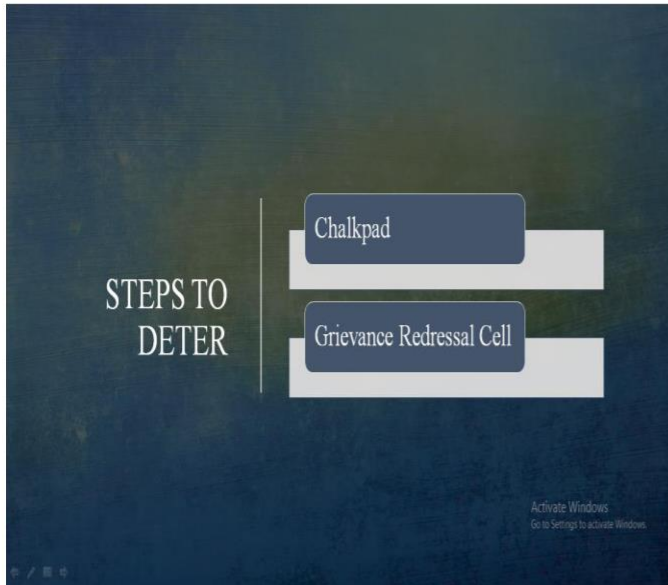 STEPS TO
DETER
Chalkpad
Grievance Redressal Cell
Activate Windows
Go to Settings to activate Windows.